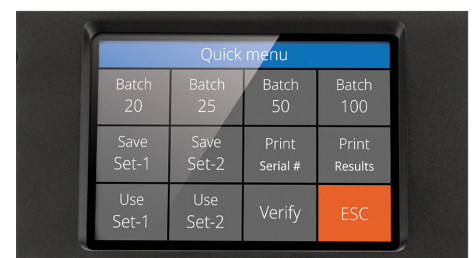 Quick menu
Batch Batch Batch Batch
20 25 50 100
Save Save Print Print
Set-1 Set-2 Serial # Results
Use Use Verify ESC
Set-1 Set-2